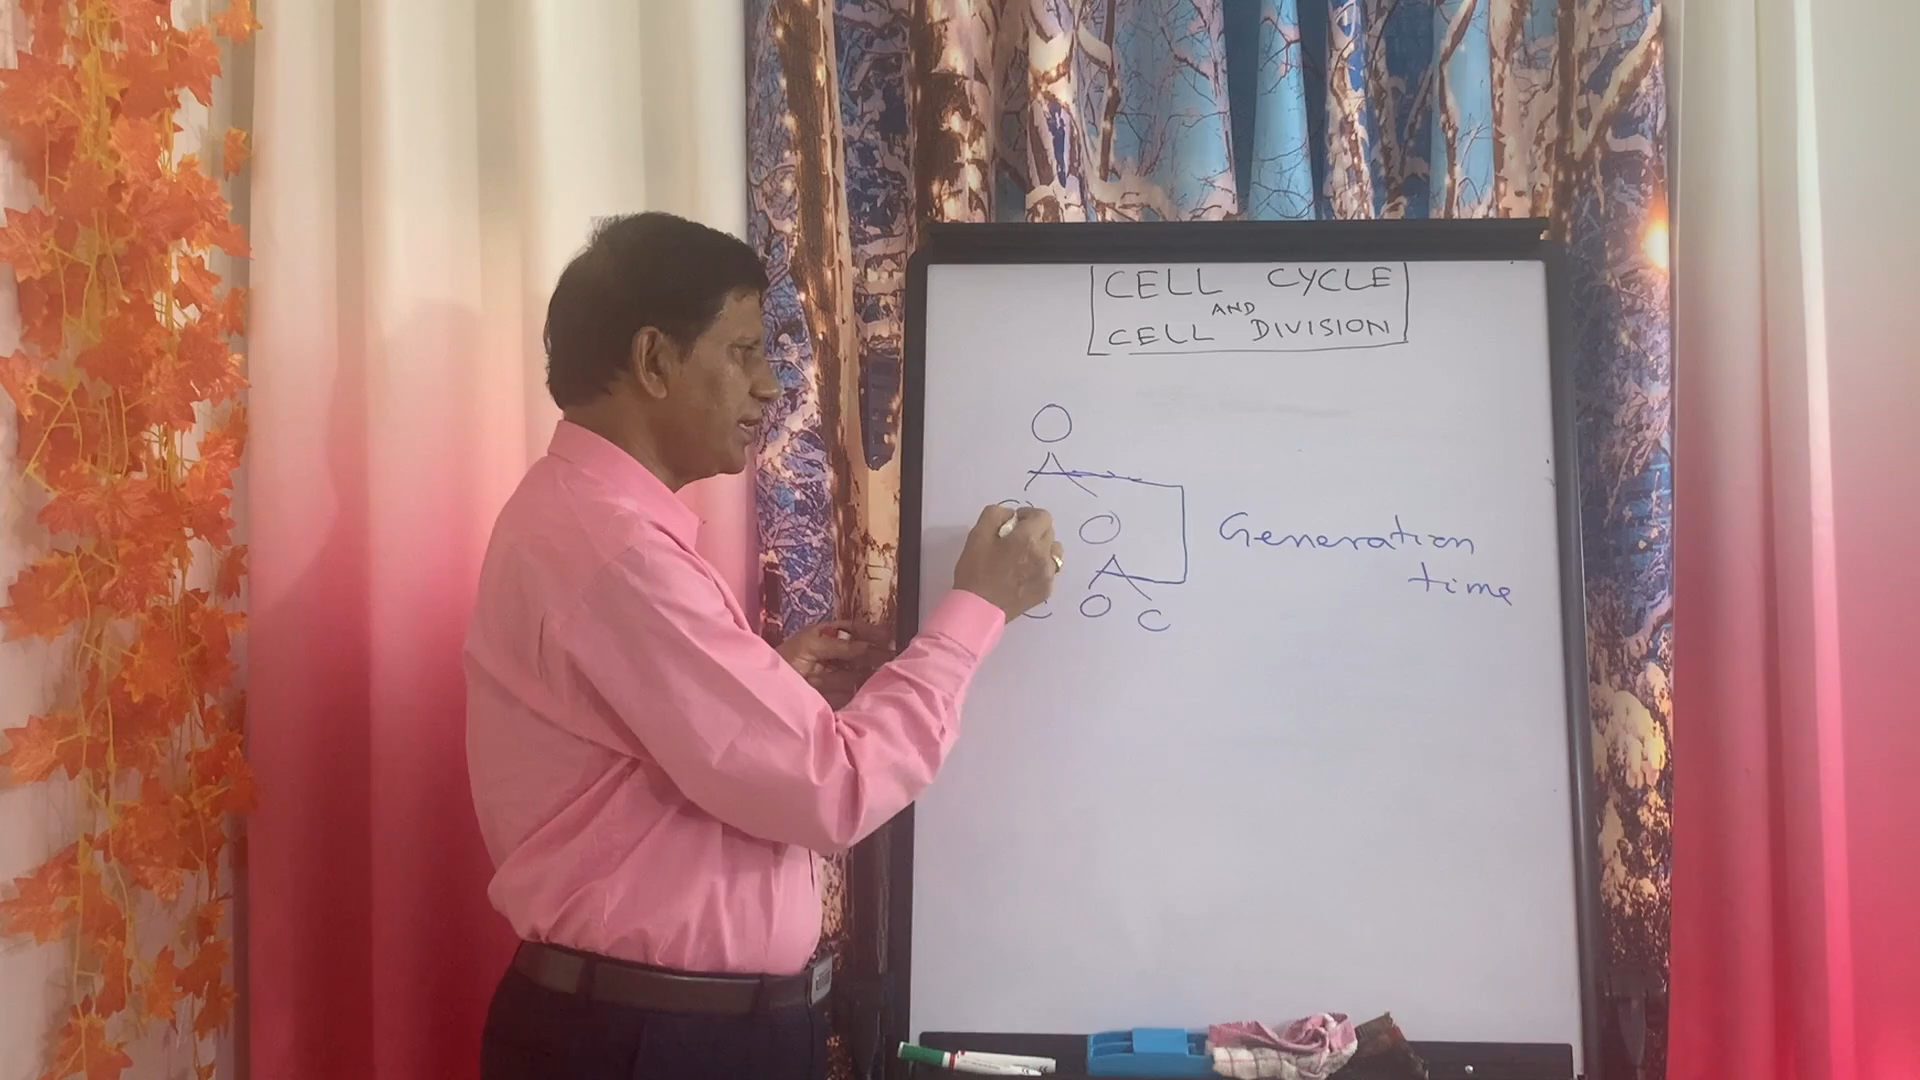 CELL CYCLE
AND
CELL DIVISION
Generation
time